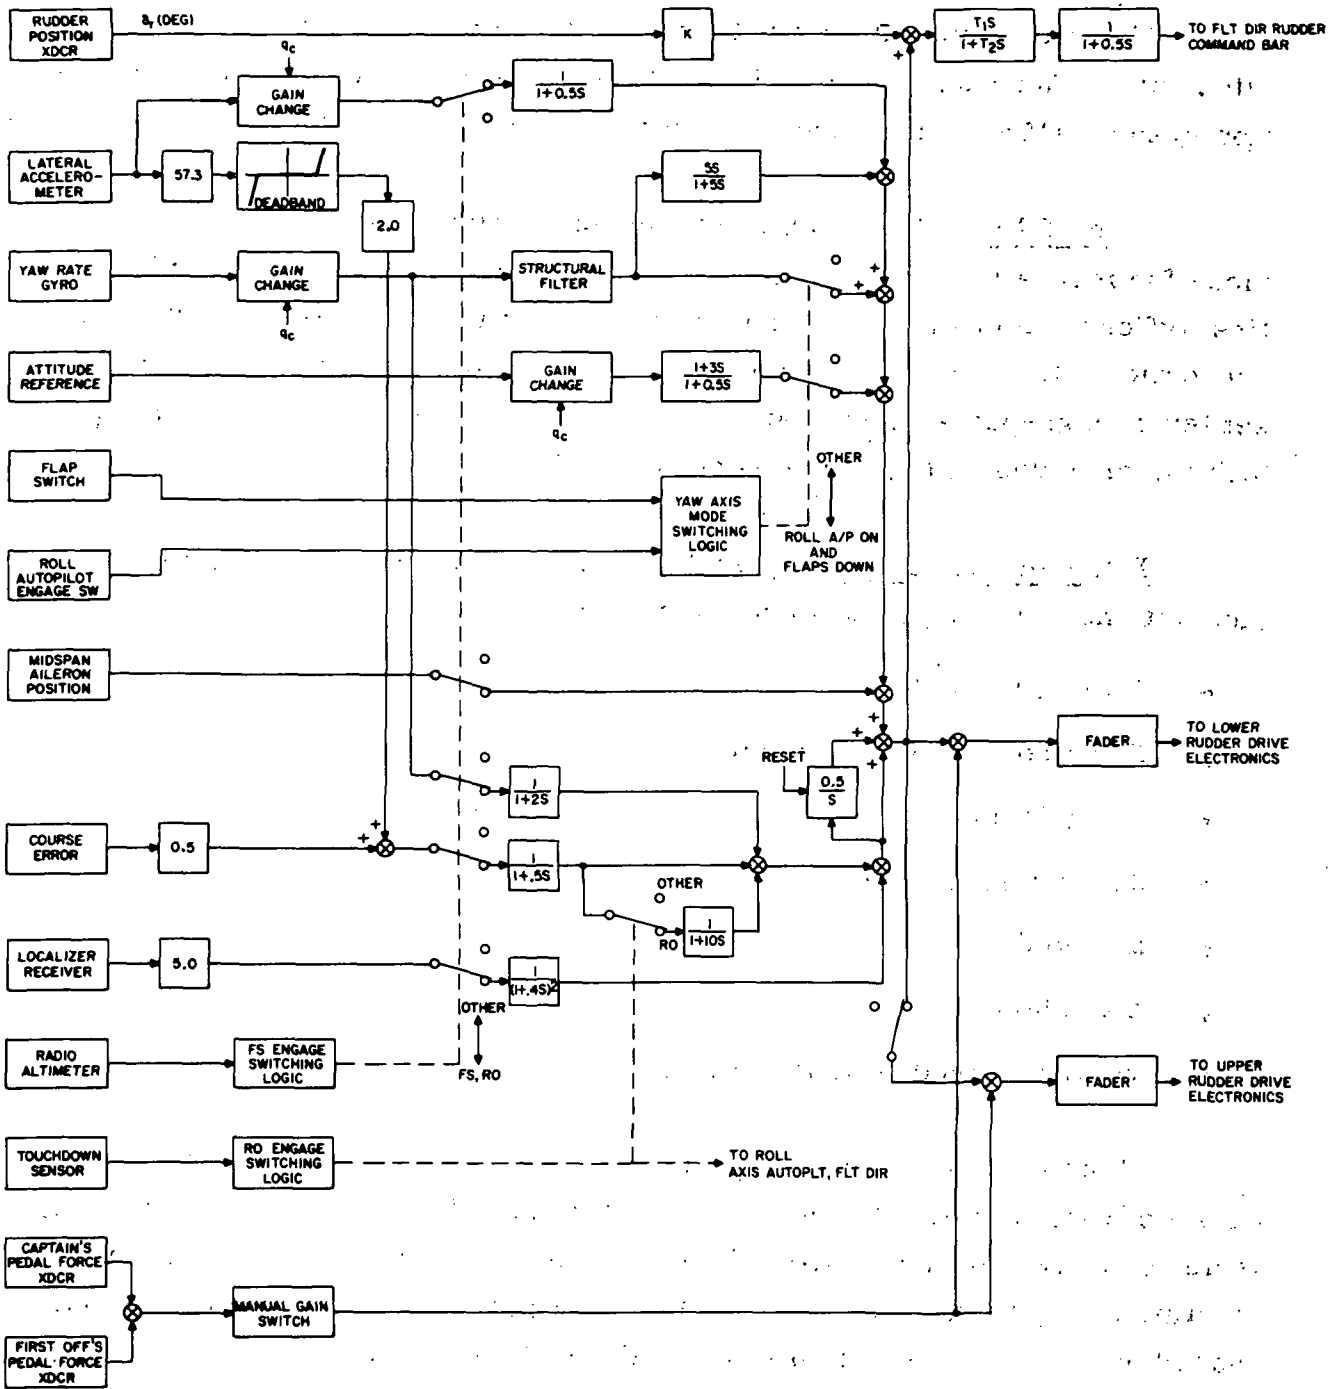 RUDDER
POSITION
XDCR
δr (DEG)
K
-
+
T1S
1+T2S
1
1+0.5S
TO FLT DIR RUDDER
COMMAND BAR
qc
GAIN
CHANGE
1
1+0.5S
LATERAL
ACCELERO-
METER
57.3
DEADBAND
2.0
5S
1+5S
YAW RATE
GYRO
GAIN
CHANGE
qc
STRUCTURAL
FILTER
+
+
ATTITUDE
REFERENCE
GAIN
CHANGE
qc
1+3S
1+0.5S
FLAP
SWITCH
YAW AXIS
MODE
SWITCHING
LOGIC
OTHER
ROLL A/P ON
AND
FLAPS DOWN
ROLL
AUTOPILOT
ENGAGE SW
MIDSPAN
AILERON
POSITION
+
+
+
RESET
0.5
S
FADER
TO LOWER
RUDDER DRIVE
ELECTRONICS
1
1+2S
COURSE
ERROR
0.5
+
+
1
1+.5S
OTHER
RO
1
1+10S
LOCALIZER
RECEIVER
5.0
1
(1+.4S)2
OTHER
FS, RO
RADIO
ALTIMETER
FS ENGAGE
SWITCHING
LOGIC
FADER
TO UPPER
RUDDER DRIVE
ELECTRONICS
TOUCHDOWN
SENSOR
RO ENGAGE
SWITCHING
LOGIC
TO ROLL
AXIS AUTOPLT, FLT DIR
CAPTAIN'S
PEDAL FORCE
XDCR
MANUAL GAIN
SWITCH
FIRST OFF'S
PEDAL FORCE
XDCR